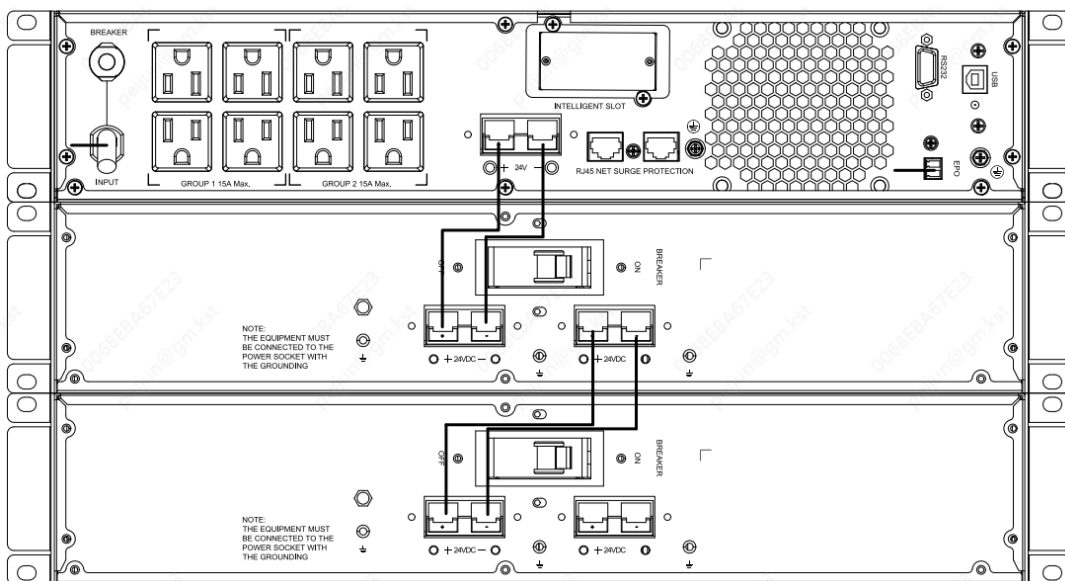 BREAKER
INPUT
GROUP 1 15A Max.
GROUP 2 15A Max.
INTELLIGENT SLOT
+ 24V -
RJ45 NET SURGE PROTECTION
RS232
USB
EPO
OFF
ON
BREAKER
+ -
+ -
+ 24VDC -
+ 24VDC
NOTE:
THE EQUIPMENT MUST
BE CONNECTED TO THE
POWER SOCKET WITH
THE GROUNDING
OFF
ON
BREAKER
+ -
+ -
+ 24VDC -
+ 24VDC
NOTE:
THE EQUIPMENT MUST
BE CONNECTED TO THE
POWER SOCKET WITH
THE GROUNDING
0068EBA67E23